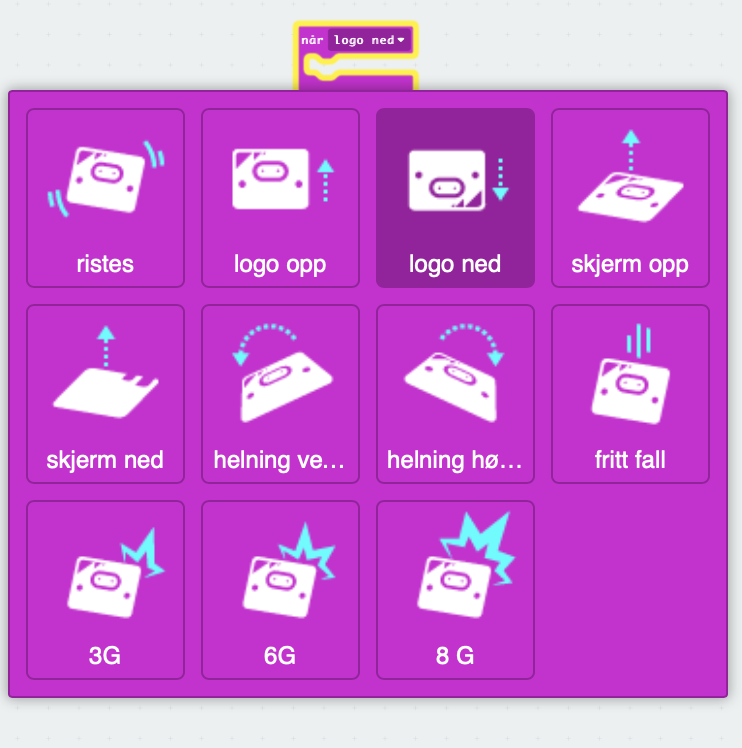 når logo ned
ristes
logo opp
logo ned
skjerm opp
skjerm ned
helning ve…
helning hø…
fritt fall
3G
6G
8 G